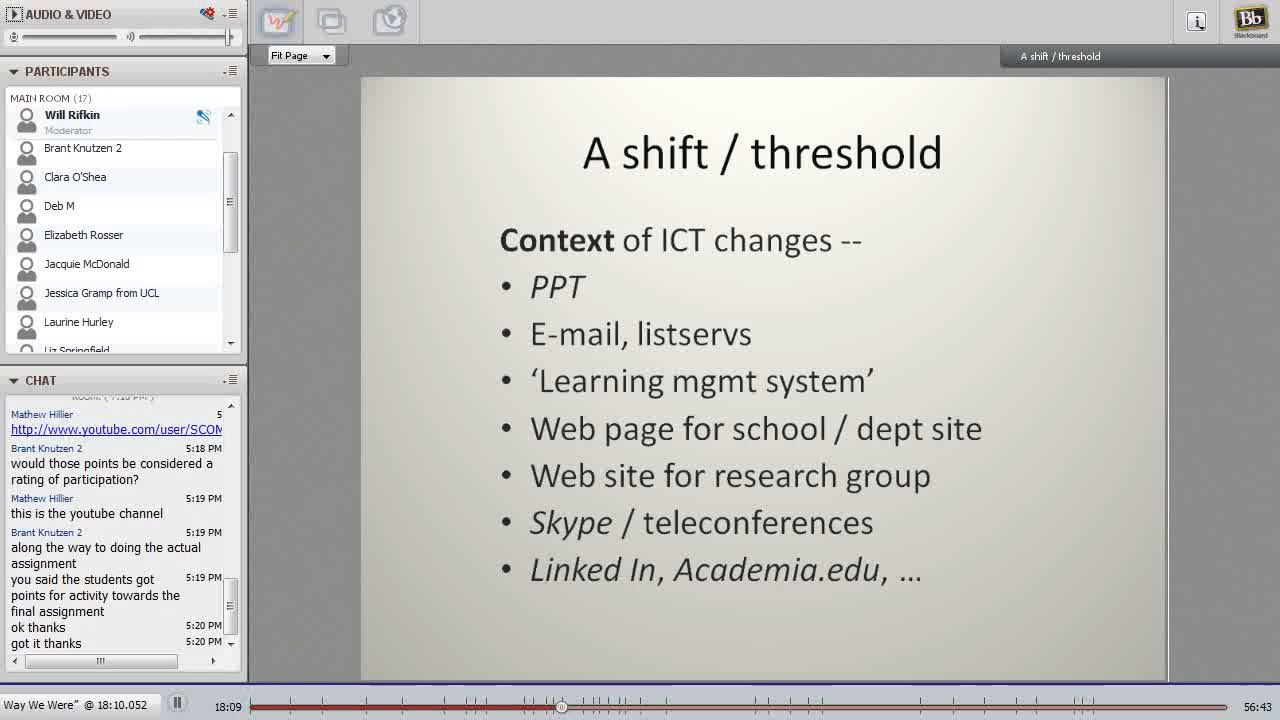 AUDIO & VIDEO
PARTICIPANTS
MAIN ROOM (17)
Will Rifkin
Moderator
Brant Knutzen 2
Clara O'Shea
Deb M
Elizabeth Rosser
Jacquie McDonald
Jessica Gramp from UCL
Laurine Hurley
Liz Springfield
CHAT
Mathew Hillier 5
http://www.youtube.com/user/SCOM
Brant Knutzen 2 5:18 PM
would those points be considered a
rating of participation?
Mathew Hillier 5:19 PM
this is the youtube channel
Brant Knutzen 2 5:19 PM
along the way to doing the actual
assignment
you said the students got 5:19 PM
points for activity towards the
final assignment
ok thanks 5:20 PM
got it thanks 5:20 PM
Fit Page
A shift / threshold
Bb
Blackboard
A shift / threshold
Context of ICT changes --
• PPT
• E-mail, listservs
• ‘Learning mgmt system’
• Web page for school / dept site
• Web site for research group
• Skype / teleconferences
• Linked In, Academia.edu, …
Way We Were” @ 18:10.052
18:09
56:43